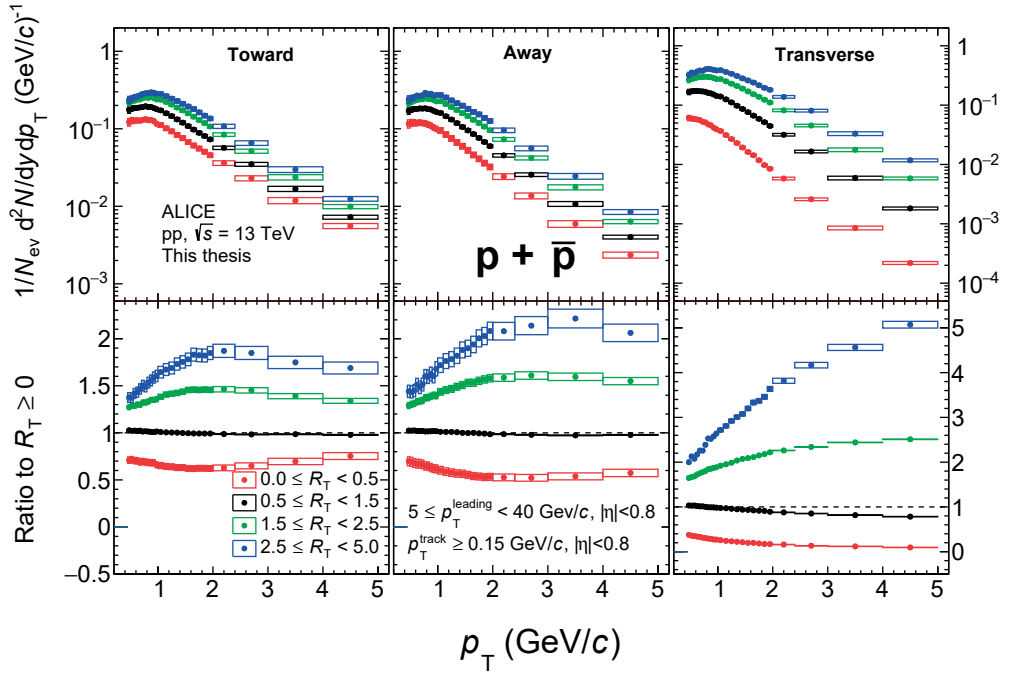 1/N_ev d²N/dydp_T (GeV/c)⁻¹
Toward
Away
Transverse
1
10⁻¹
10⁻²
10⁻³
1
10⁻¹
10⁻²
10⁻³
10⁻⁴
ALICE
pp, √s = 13 TeV
This thesis
p + p̅
Ratio to R_T ≥ 0
2
1.5
1
0.5
0
−0.5
5
4
3
2
1
0
0.0 ≤ R_T < 0.5
0.5 ≤ R_T < 1.5
1.5 ≤ R_T < 2.5
2.5 ≤ R_T < 5.0
5 ≤ p_T^leading < 40 Gev/c, |η|<0.8
p_T^track ≥ 0.15 GeV/c, |η|<0.8
1 2 3 4 5
1 2 3 4 5
1 2 3 4 5
p_T (GeV/c)